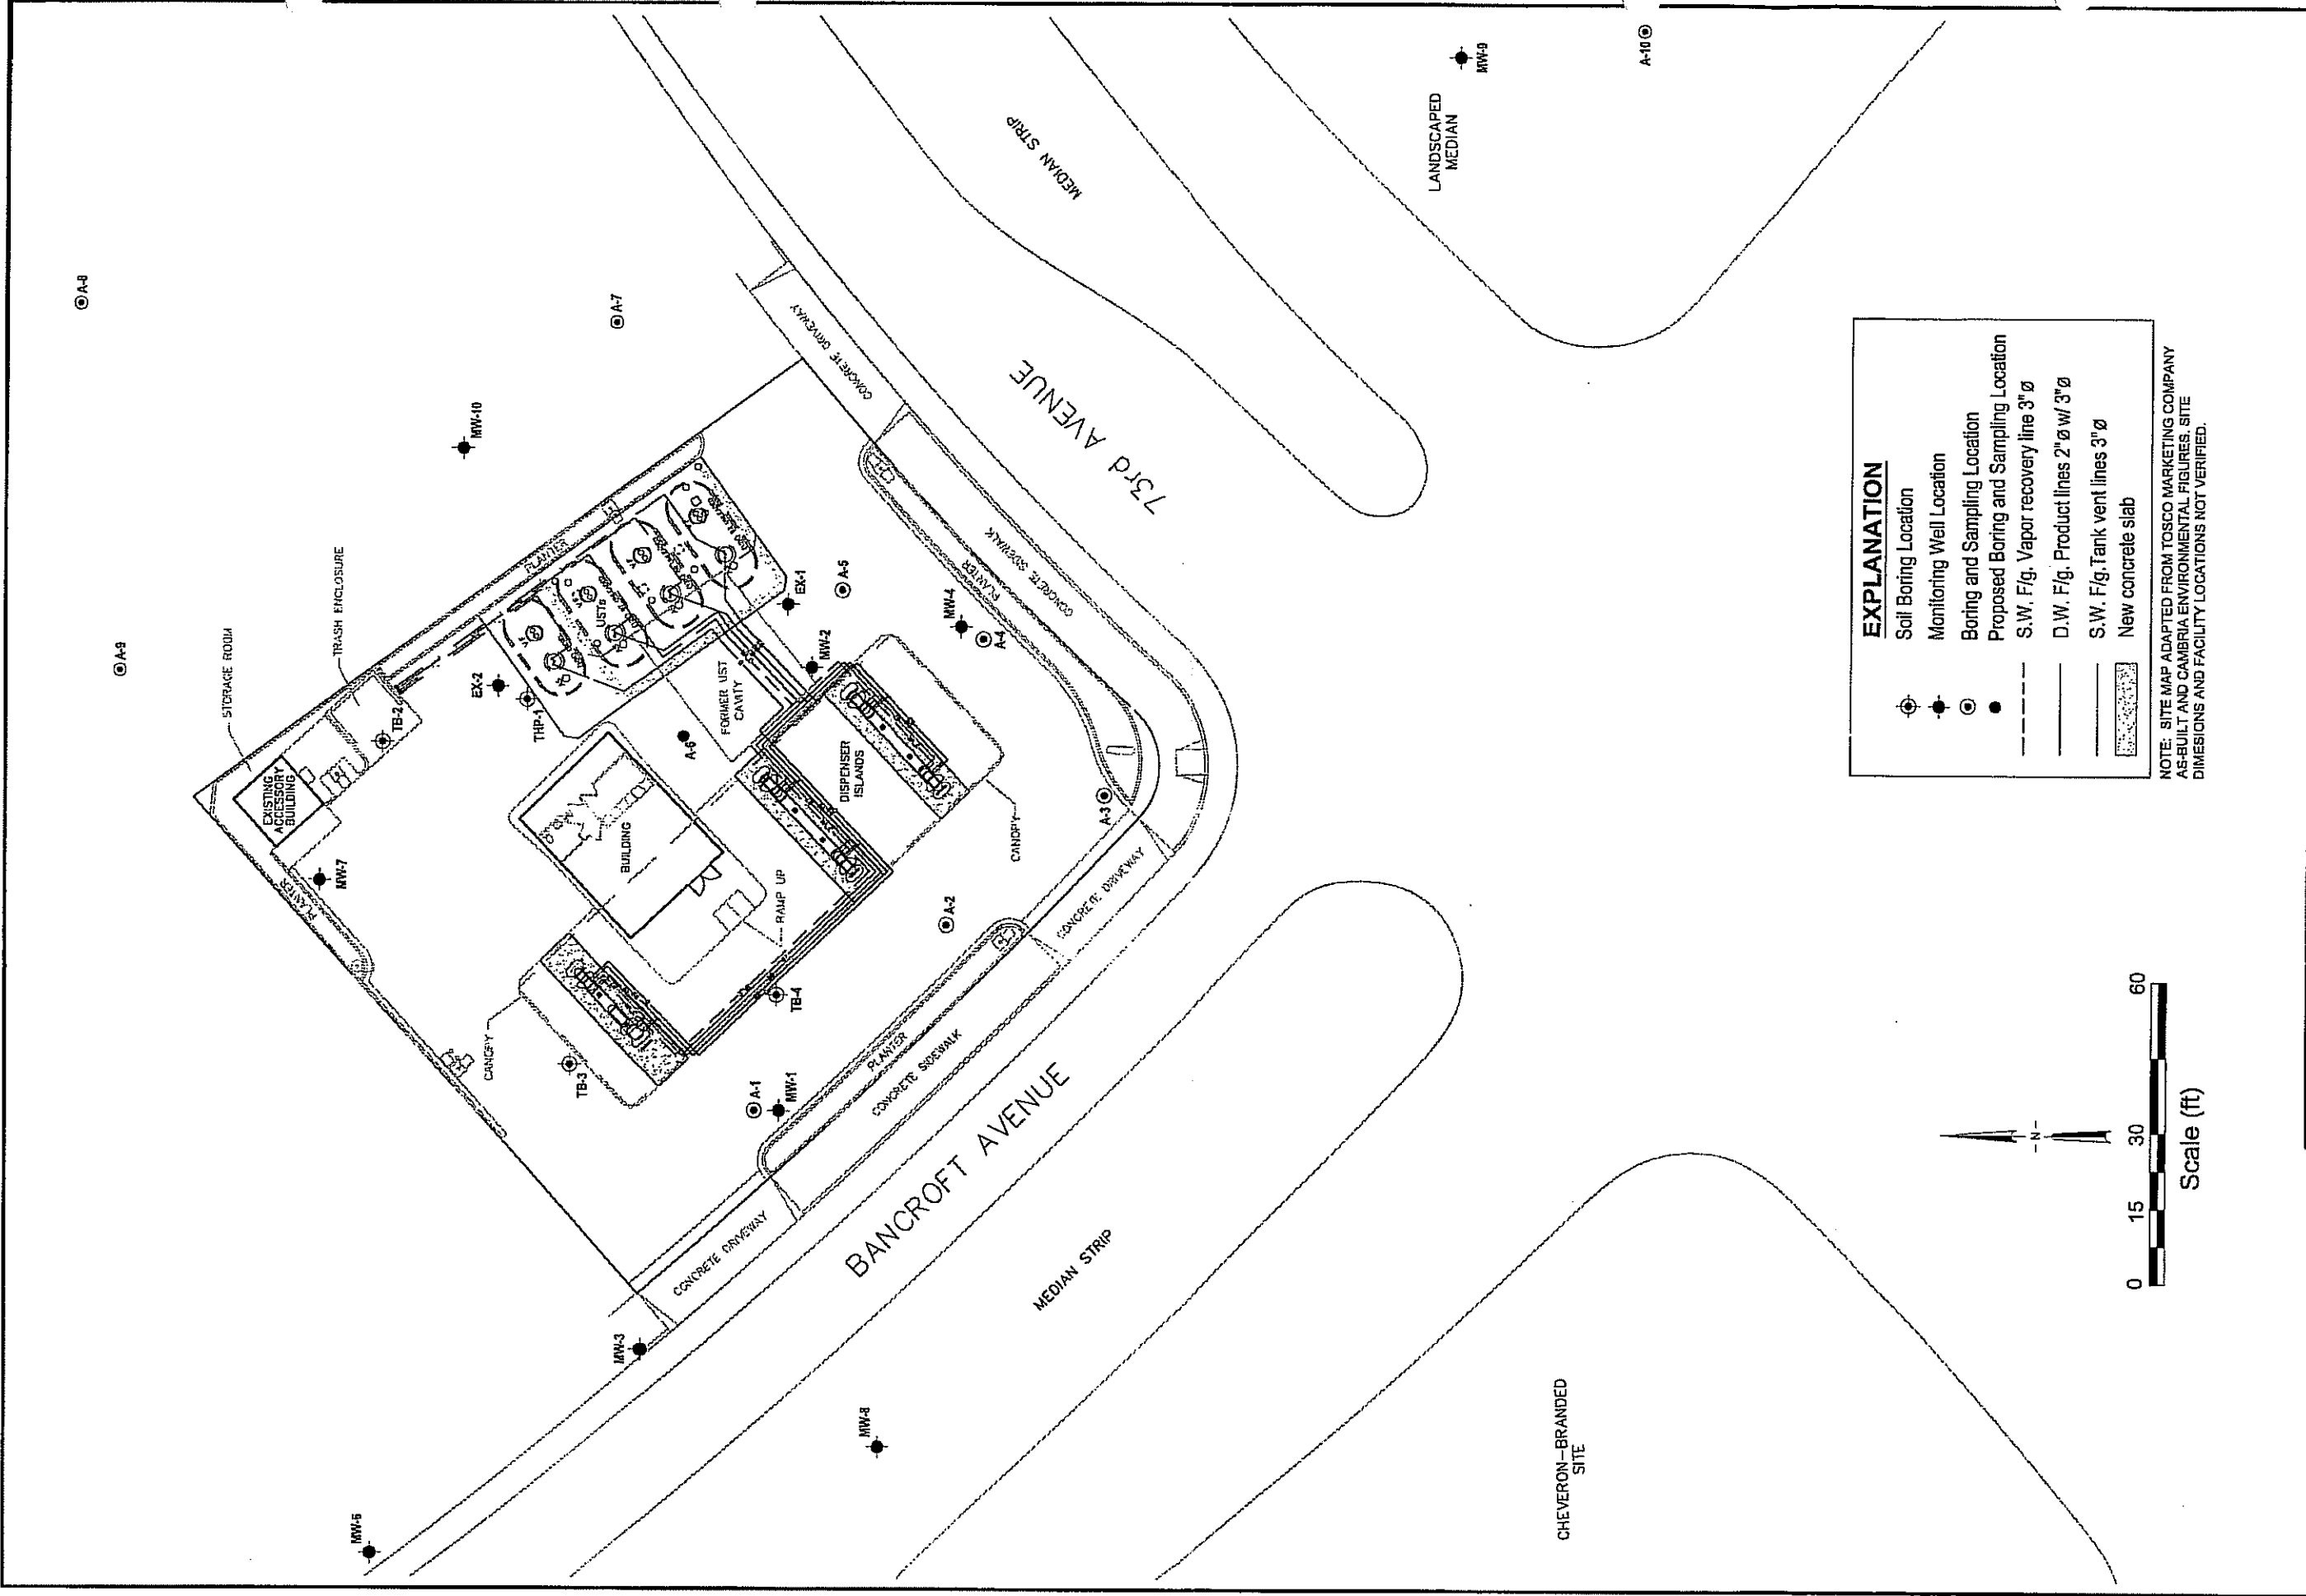 A-8
A-9
STORAGE ROOM
TRASH ENCLOSURE
EXISTING
ACCESSORY
BUILDING
TB-2
PLANTER
MW-7
MW-6
MW-10
A-7
EX-2
THP-1
PLANTER
USTs
FORMER UST
CAVITY
A-6
BUILDING
RAMP UP
CANOPY
TB-3
TB-4
A-1
MW-1
MW-3
MW-8
EX-1
A-5
MW-2
MW-4
A-4
DISPENSER
ISLANDS
CANOPY
A-2
A-3
CONCRETE DRIVEWAY
PLANTER
CONCRETE SIDEWALK
CONCRETE DRIVEWAY
CONCRETE DRIVEWAY
PLANTER
CONCRETE SIDEWALK
BANCROFT AVENUE
MEDIAN STRIP
73rd AVENUE
MEDIAN STRIP
LANDSCAPED
MEDIAN
MW-9
A-10
CHEVERON-BRANDED
SITE
EXPLANATION
Soil Boring Location
Monitoring Well Location
Boring and Sampling Location
Proposed Boring and Sampling Location
S.W. F/g. Vapor recovery line 3"Ø
D.W. F/g. Product lines 2"Ø w/ 3"Ø
S.W. F/g. Tank vent lines 3"Ø
New concrete slab
NOTE: SITE MAP ADAPTED FROM TOSCO MARKETING COMPANY
AS-BUILT AND CAMBRIA ENVIRONMENTAL FIGURES. SITE
DIMESIONS AND FACILITY LOCATIONS NOT VERIFIED.
-N-
0 15 30 60
Scale (ft)